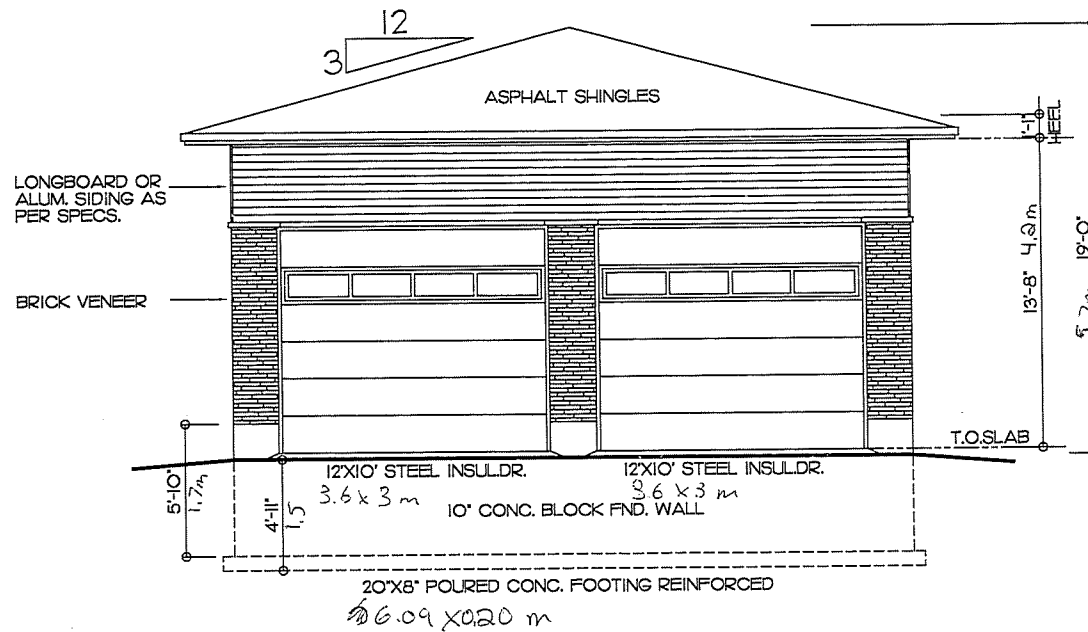 12
3
ASPHALT SHINGLES
1'-1"
HEEL
LONGBOARD OR
ALUM. SIDING AS
PER SPECS.
BRICK VENEER
13'-8" 4.2m
19'-0"
T.O.SLAB
12'X10' STEEL INSUL.DR.
3.6 x 3 m
12'X10' STEEL INSUL.DR.
3.6 x 3 m
5'-10"
1.7m
4'-11"
1.5
10" CONC. BLOCK FND. WALL
20"X8" POURED CONC. FOOTING REINFORCED
6.09 X0.20 m